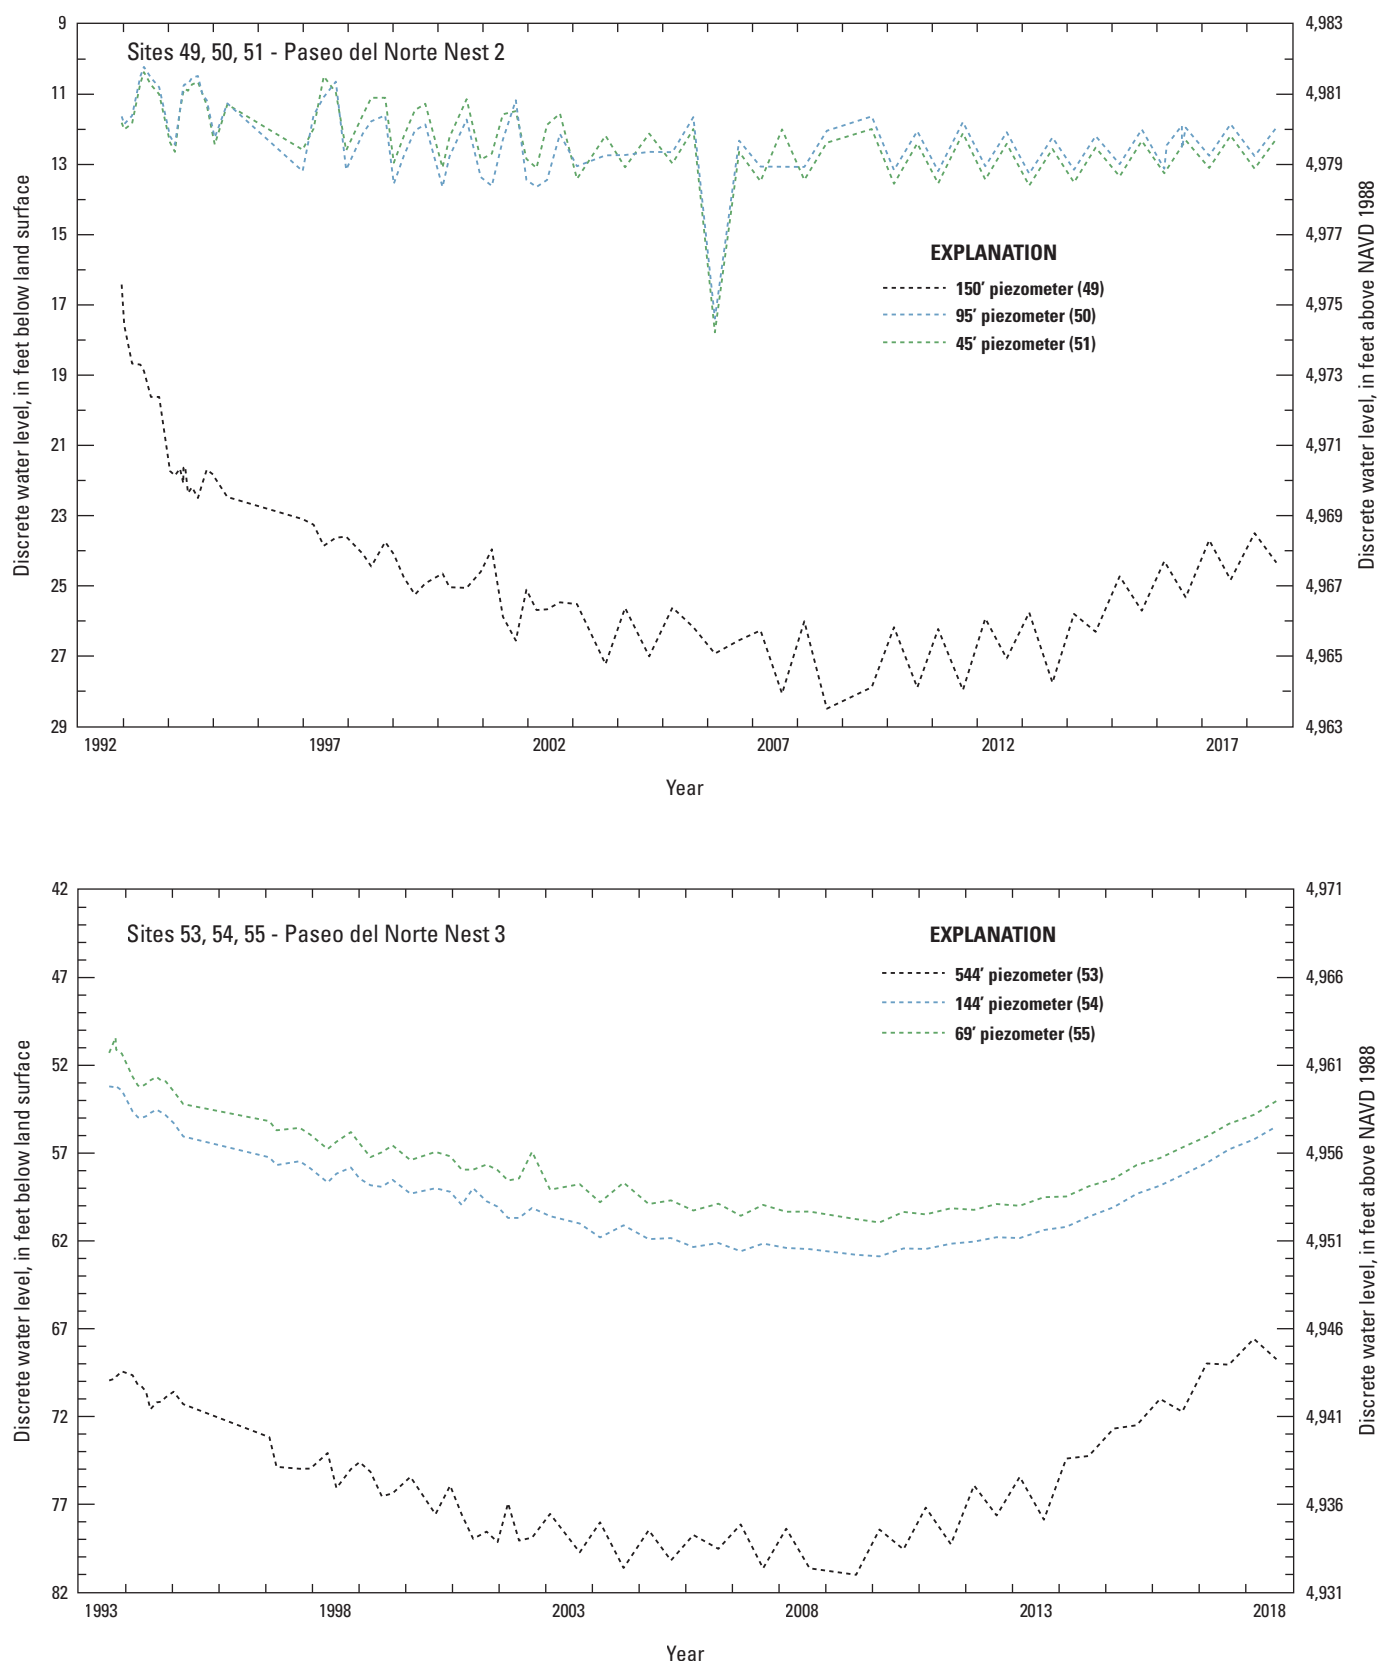 Sites 49, 50, 51 - Paseo del Norte Nest 2
Discrete water level, in feet below land surface
9
11
13
15
17
19
21
23
25
27
29
4,983
4,981
4,979
4,977
4,975
4,973
4,971
4,969
4,967
4,965
4,963
Discrete water level, in feet above NAVD 1988
EXPLANATION
150’ piezometer (49)
95’ piezometer (50)
45’ piezometer (51)
1992 1997 2002 2007 2012 2017
Year
Sites 53, 54, 55 - Paseo del Norte Nest 3
Discrete water level, in feet below land surface
42
47
52
57
62
67
72
77
82
4,971
4,966
4,961
4,956
4,951
4,946
4,941
4,936
4,931
Discrete water level, in feet above NAVD 1988
EXPLANATION
544’ piezometer (53)
144’ piezometer (54)
69’ piezometer (55)
1993 1998 2003 2008 2013 2018
Year